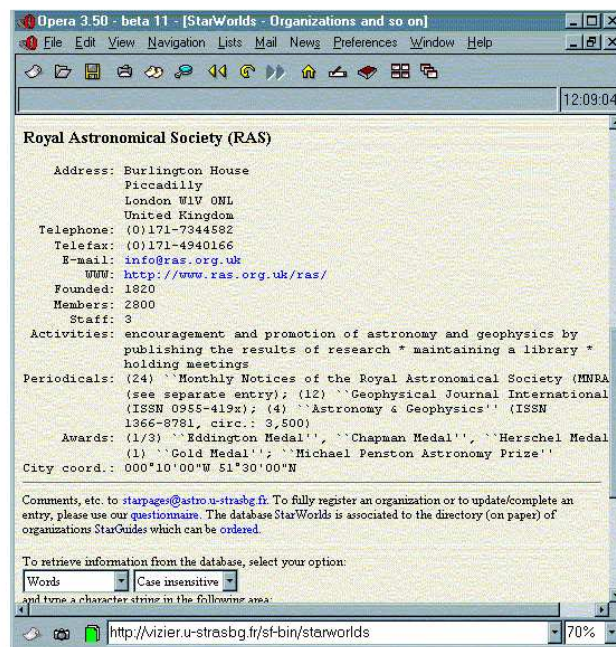 Opera 3.50 - beta 11 - [StarWorlds - Organizations and so on]
File Edit View Navigation Lists Mail News Preferences Window Help
12:09:04
Royal Astronomical Society (RAS)
Address: Burlington House
Piccadilly
London W1V 0NL
United Kingdom
Telephone: (0)171-7344582
Telefax: (0)171-4940166
E-mail: info@ras.org.uk
WWW: http://www.ras.org.uk/ras/
Founded: 1820
Members: 2800
Staff: 3
Activities: encouragement and promotion of astronomy and geophysics by
publishing the results of research * maintaining a library *
holding meetings
Periodicals: (24) ``Monthly Notices of the Royal Astronomical Society (MNRA
(see separate entry); (12) ``Geophysical Journal International
(ISSN 0955-419x); (4) ``Astronomy & Geophysics'' (ISSN
1366-8781, circ.: 3,500)
Awards: (1/3) ``Eddington Medal'', ``Chapman Medal'', ``Herschel Medal
(1) ``Gold Medal''; ``Michael Penston Astronomy Prize''
City coord.: 000°10'00"W 51°30'00"N
Comments, etc. to starpages@astro.u-strasbg.fr. To fully register an organization or to update/complete an
entry, please use our questionnaire. The database StarWorlds is associated to the directory (on paper) of
organizations StarGuides which can be ordered.
To retrieve information from the database, select your option:
Words Case insensitive
and type a character string in the following area:
http://vizier.u-strasbg.fr/sf-bin/starworlds 70%